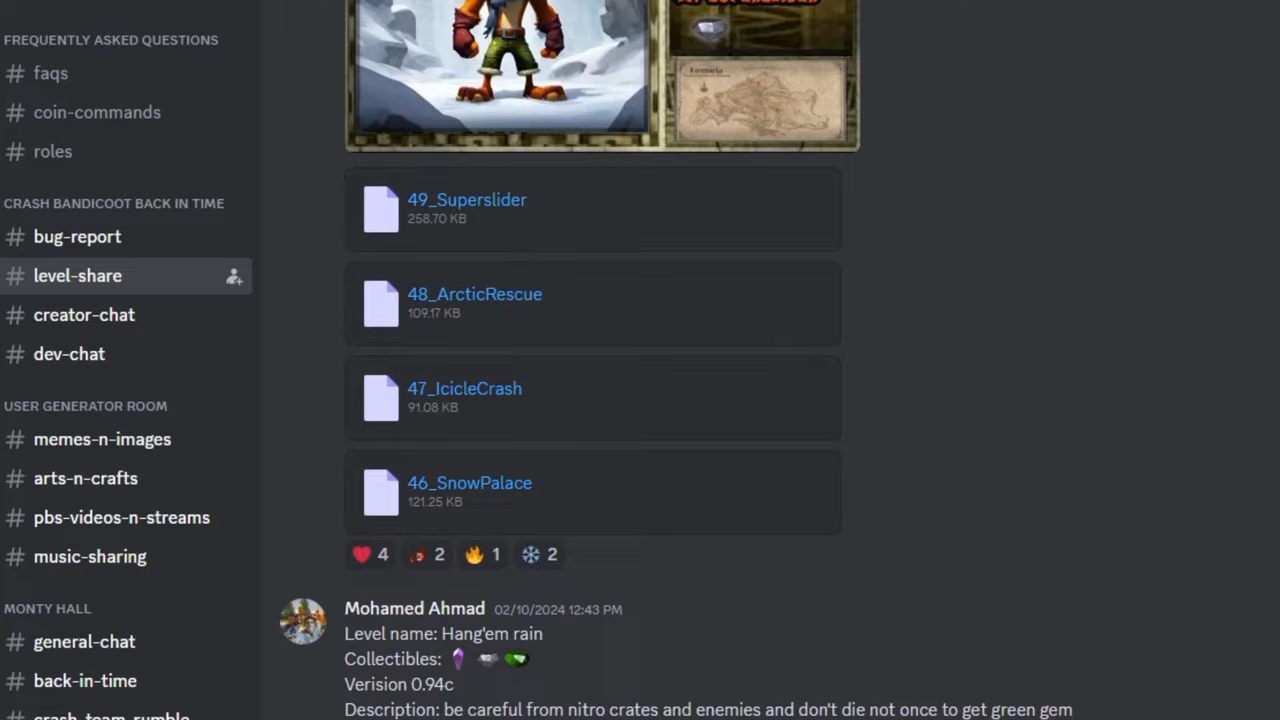 FREQUENTLY ASKED QUESTIONS
# faqs
# coin-commands
# roles
CRASH BANDICOOT BACK IN TIME
# bug-report
# level-share
# creator-chat
# dev-chat
USER GENERATOR ROOM
# memes-n-images
# arts-n-crafts
# pbs-videos-n-streams
# music-sharing
MONTY HALL
# general-chat
# back-in-time
# crash_team_rumble
49_Superslider
258.70 KB
48_ArcticRescue
109.17 KB
47_IcicleCrash
91.08 KB
46_SnowPalace
121.25 KB
4 2 1 2
Mohamed Ahmad 02/10/2024 12:43 PM
Level name: Hang'em rain
Collectibles:
Verision 0.94c
Description: be careful from nitro crates and enemies and don't die not once to get green gem